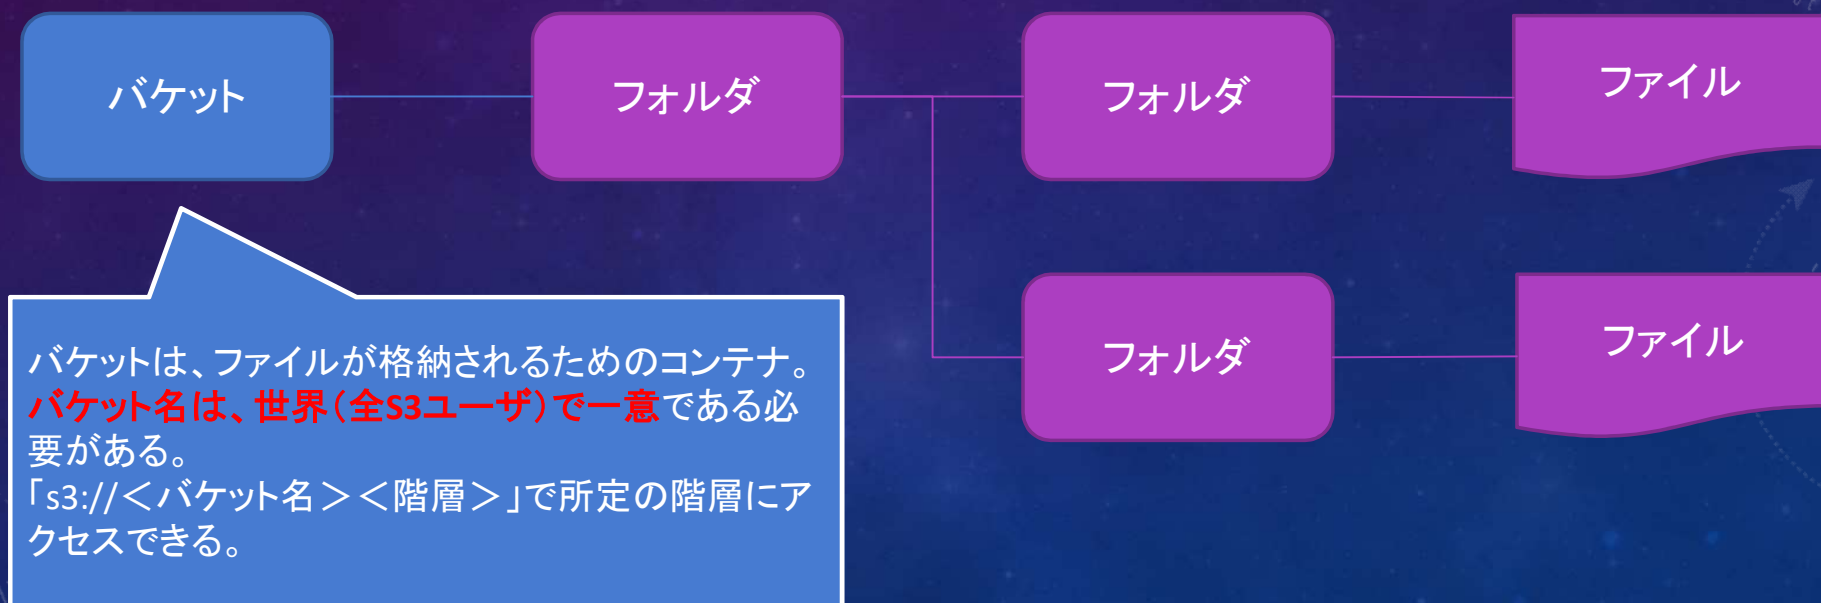 バケット
フォルダ
フォルダ
ファイル
フォルダ
ファイル
バケットは、ファイルが格納されるためのコンテナ。
バケット名は、世界(全S3ユーザ)で一意である必
要がある。
「s3://＜バケット名＞＜階層＞」で所定の階層にア
クセスできる。